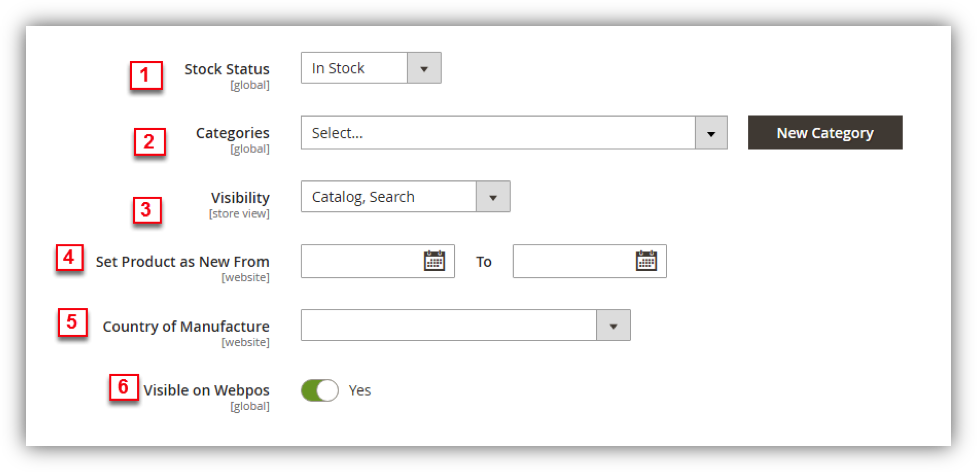 1 Stock Status In Stock
[global]
2 Categories Select... New Category
[global]
3 Visibility Catalog, Search
[store view]
4 Set Product as New From To
[website]
5 Country of Manufacture
[website]
6 Visible on Webpos Yes
[global]